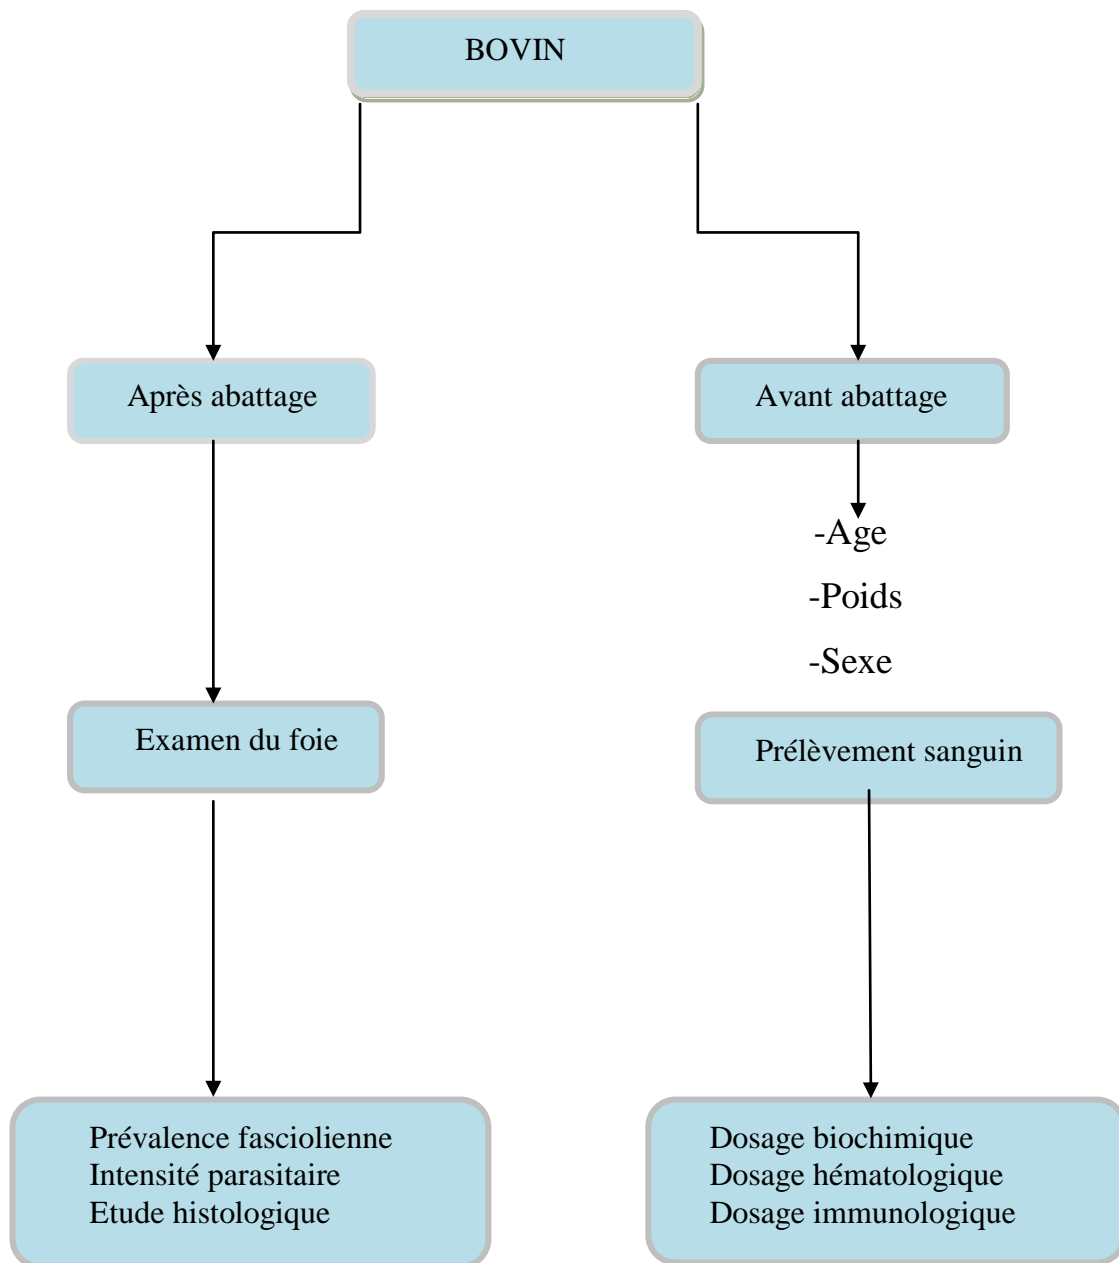 BOVIN
Après abattage
Avant abattage
-Age
-Poids
-Sexe
Examen du foie
Prélèvement sanguin
Prévalence fasciolienne
Intensité parasitaire
Etude histologique
Dosage biochimique
Dosage hématologique
Dosage immunologique